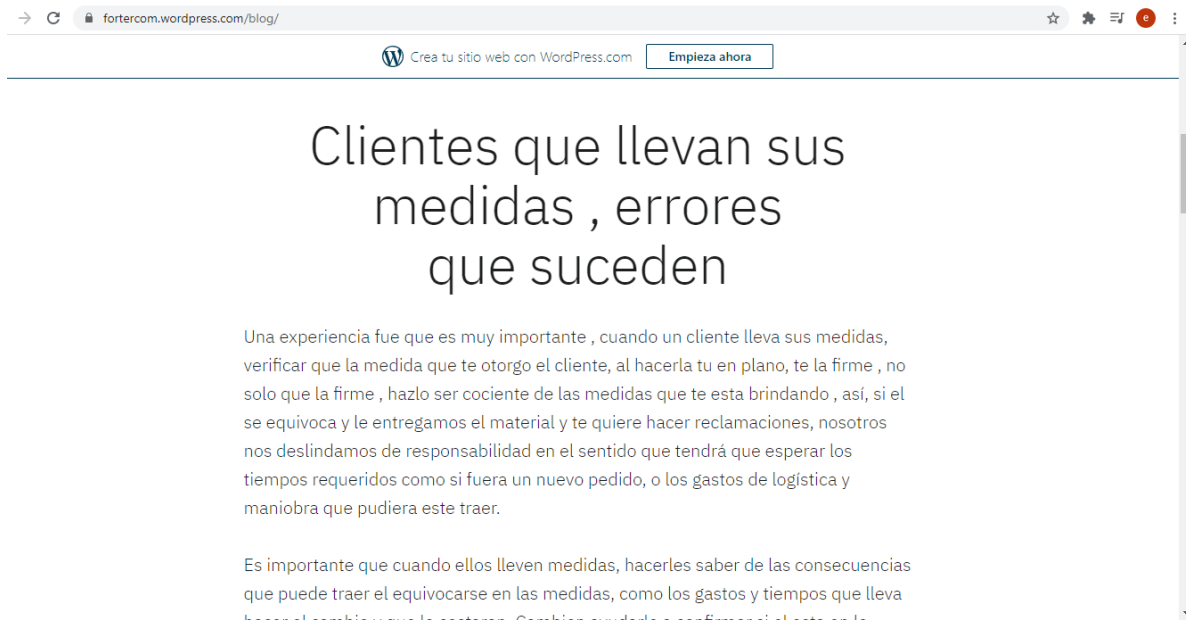 fortercom.wordpress.com/blog/
e
Crea tu sitio web con WordPress.com
Empieza ahora
Clientes que llevan sus
medidas , errores
que suceden
Una experiencia fue que es muy importante , cuando un cliente lleva sus medidas,
verificar que la medida que te otorgo el cliente, al hacerla tu en plano, te la firme , no
solo que la firme , hazlo ser cociente de las medidas que te esta brindando , así, si el
se equivoca y le entregamos el material y te quiere hacer reclamaciones, nosotros
nos deslindamos de responsabilidad en el sentido que tendrá que esperar los
tiempos requeridos como si fuera un nuevo pedido, o los gastos de logística y
maniobra que pudiera este traer.
Es importante que cuando ellos lleven medidas, hacerles saber de las consecuencias
que puede traer el equivocarse en las medidas, como los gastos y tiempos que lleva